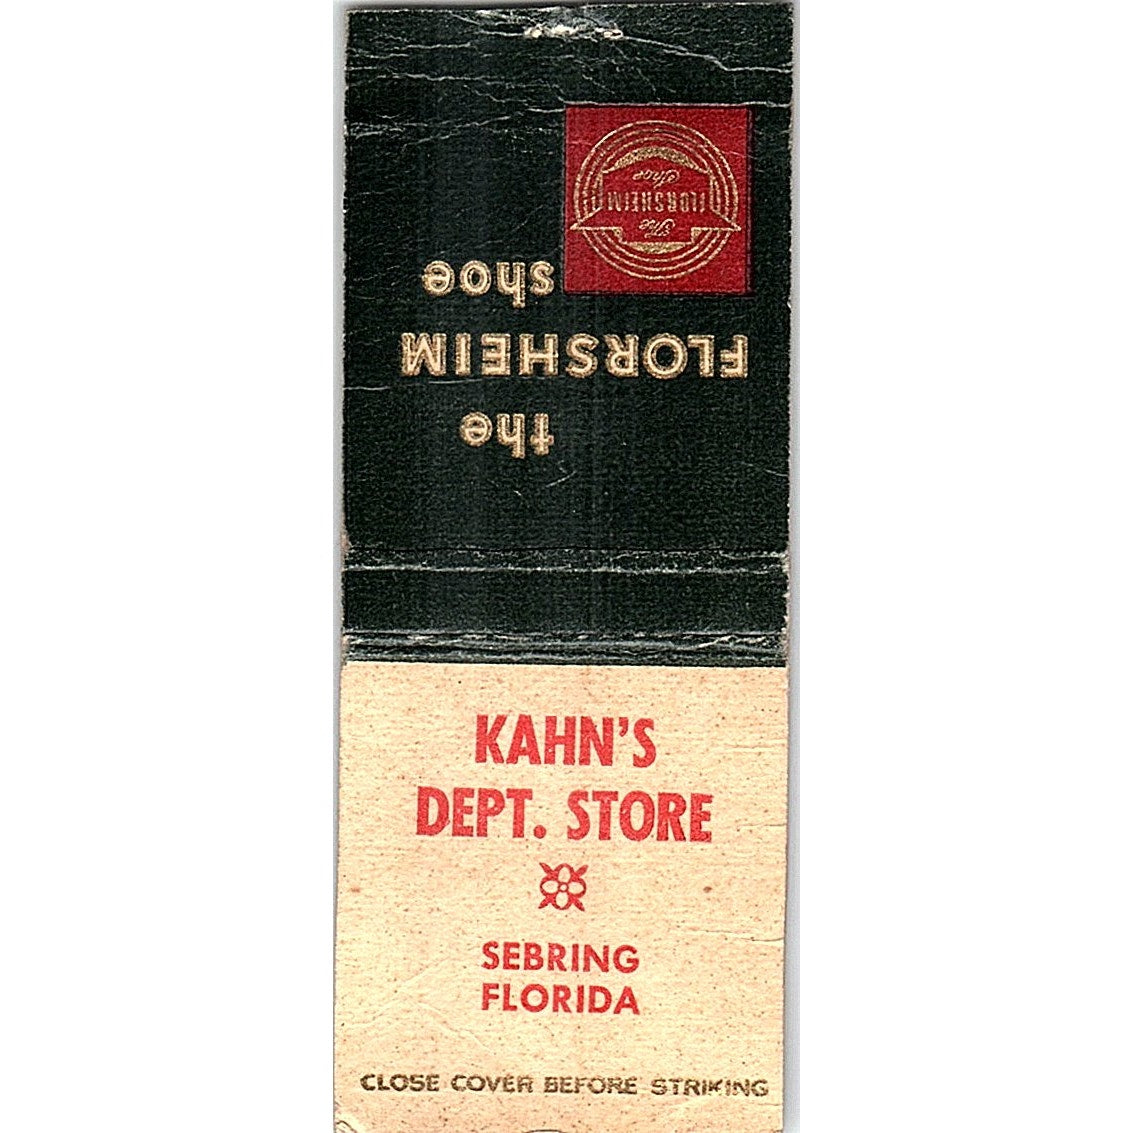 The
FLORSHEIM
Shoe
the
FLORSHEIM
shoe
KAHN'S
DEPT. STORE
SEBRING
FLORIDA
CLOSE COVER BEFORE STRIKING